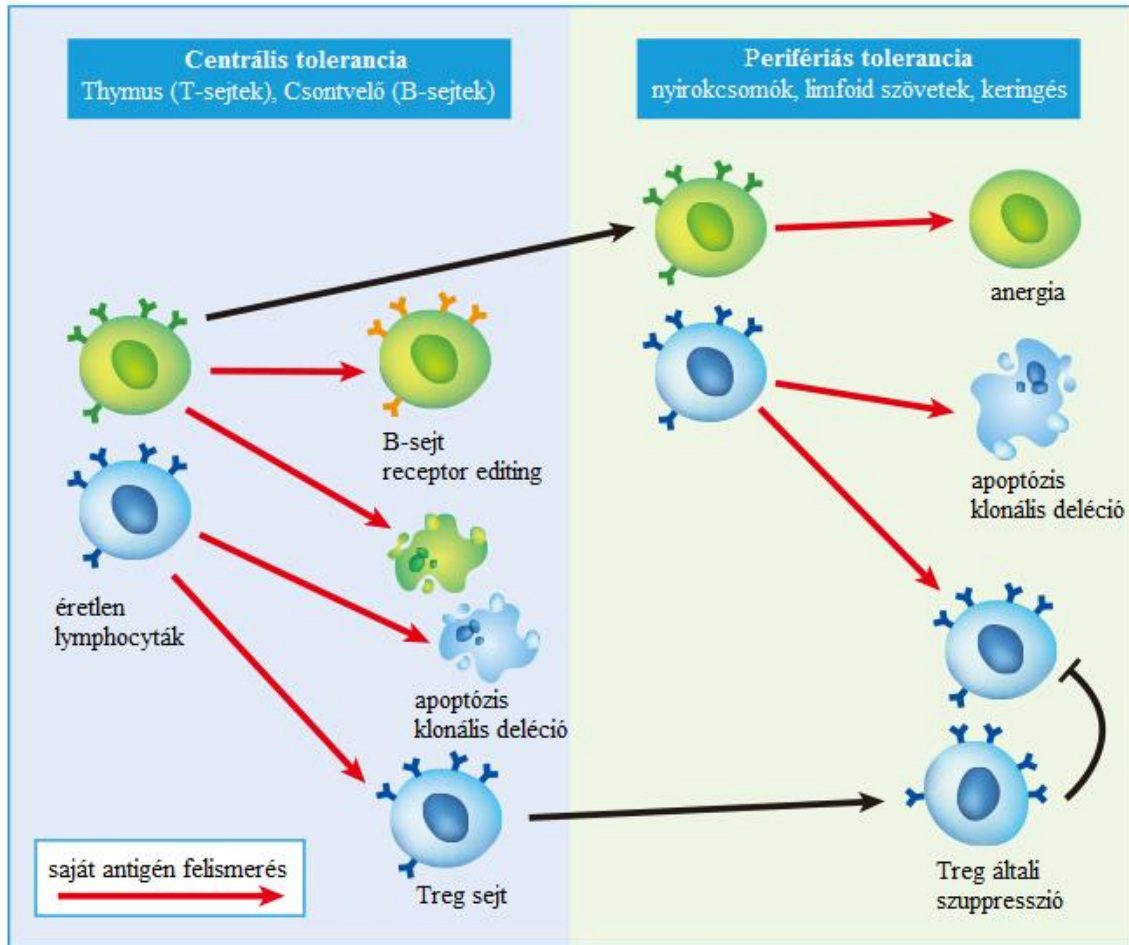 Centrális tolerancia
Thymus (T-sejtek), Csontvelő (B-sejtek)
Perifériás tolerancia
nyirokcsomók, limfoid szövetek, keringés
anergia
B-sejt
receptor editing
apoptózis
klonális deléció
éretlen
lymphocyták
apoptózis
klonális deléció
saját antigén felismerés
Treg sejt
Treg általi
szuppresszió